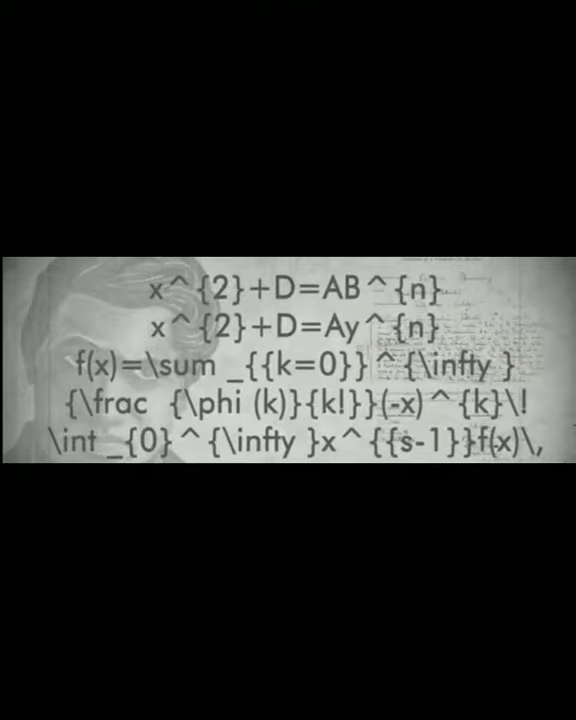 x^{2}+D=AB^{n}
x^{2}+D=Ay^{n}
f(x)=\sum _{{k=0}}^{\infty }
{\frac {\phi (k)}{k!}}(-x)^{k}\!
\int _{0}^{\infty }x^{{s-1}}f(x)\,